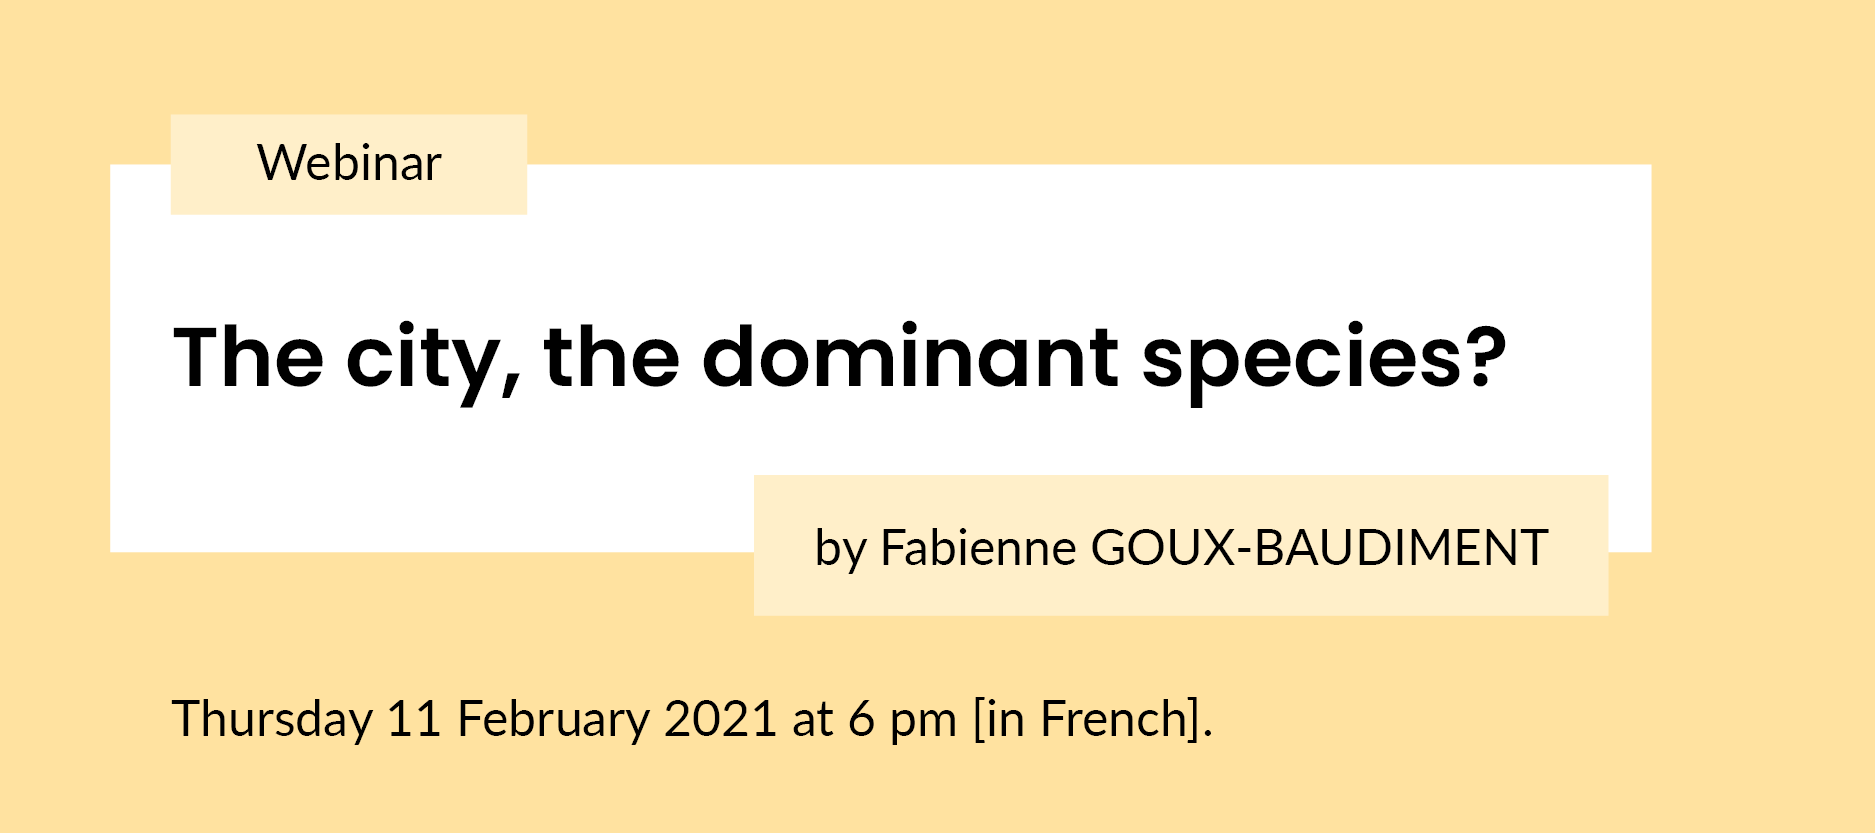 Webinar
The city, the dominant species?
by Fabienne GOUX-BAUDIMENT
Thursday 11 February 2021 at 6 pm [in French].